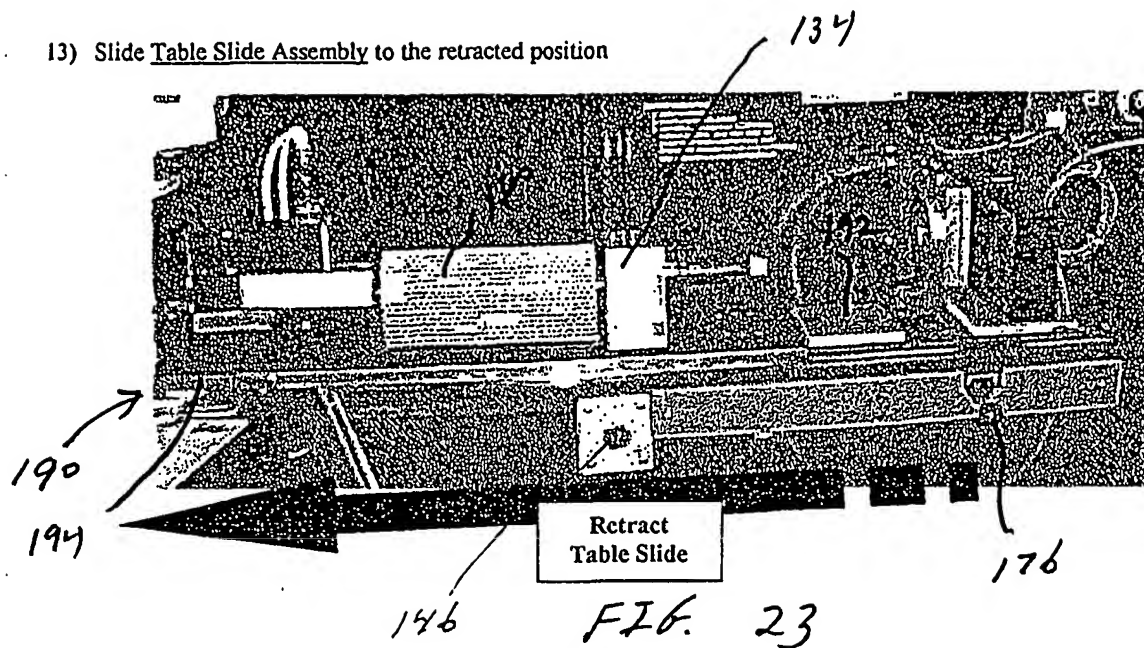 13) Slide Table Slide Assembly to the retracted position
134
192
190
194
Retract
Table Slide
176
146
FIG. 23